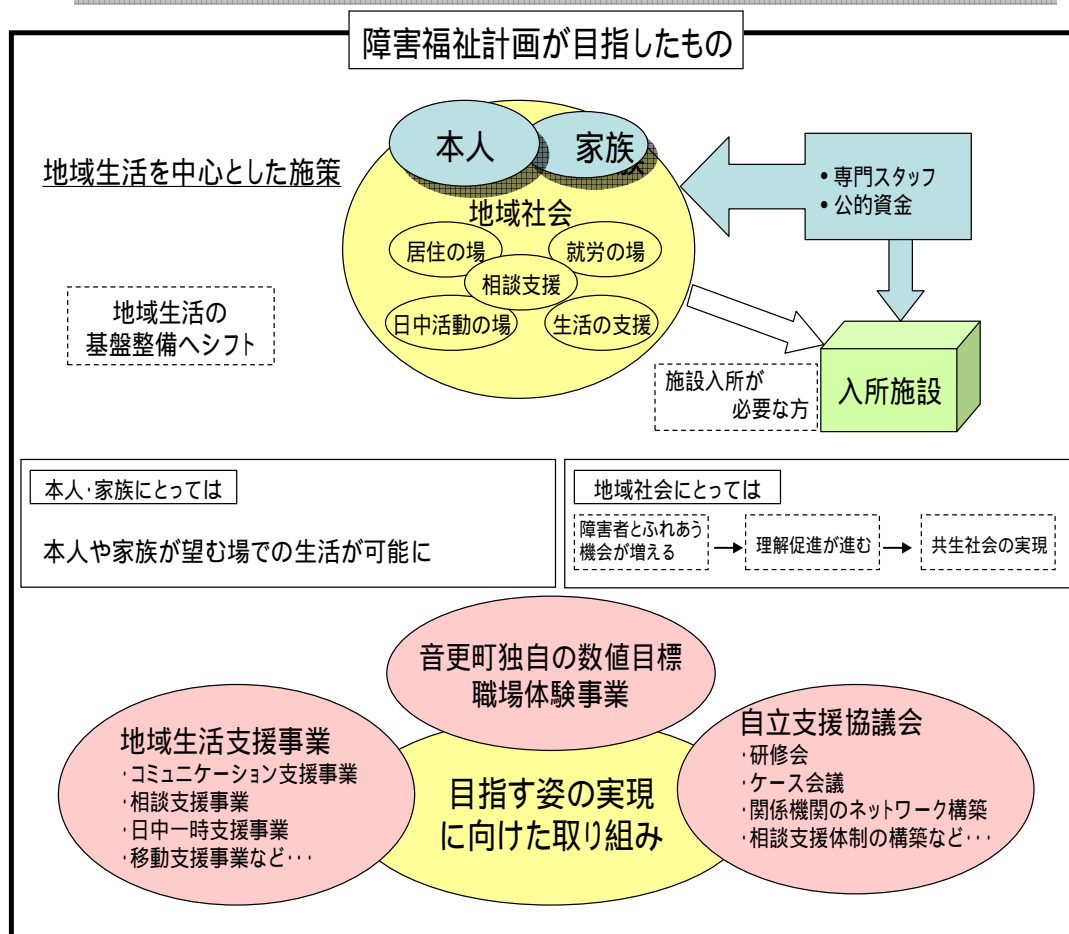 障害福祉計画が目指したもの
本人
家族
地域生活を中心とした施策
・専門スタッフ
・公的資金
地域社会
居住の場
就労の場
相談支援
日中活動の場
生活の支援
地域生活の
基盤整備へシフト
施設入所が
必要な方
入所施設
本人・家族にとっては
本人や家族が望む場での生活が可能に
地域社会にとっては
障害者とふれあう
機会が増える
→
理解促進が進む
→
共生社会の実現
音更町独自の数値目標
職場体験事業
地域生活支援事業
・コミュニケーション支援事業
・相談支援事業
・日中一時支援事業
・移動支援事業など・・・
目指す姿の実現
に向けた取り組み
自立支援協議会
・研修会
・ケース会議
・関係機関のネットワーク構築
・相談支援体制の構築など・・・